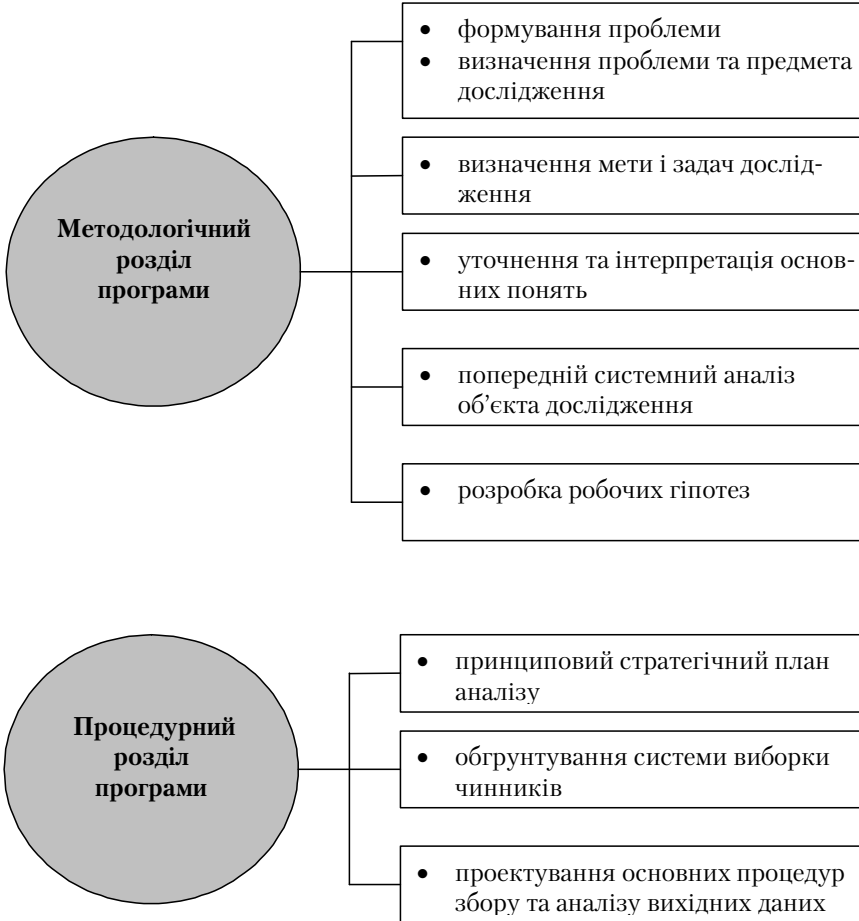 • формування проблеми
• визначення проблеми та предмета
дослідження
• визначення мети і задач дослід-
ження
Методологічний
розділ
програми
• уточнення та інтерпретація основ-
них понять
• попередній системний аналіз
об’єкта дослідження
• розробка робочих гіпотез
• принциповий стратегічний план
аналізу
Процедурний
розділ
програми
• обгрунтування системи виборки
чинників
• проектування основних процедур
збору та аналізу вихідних даних